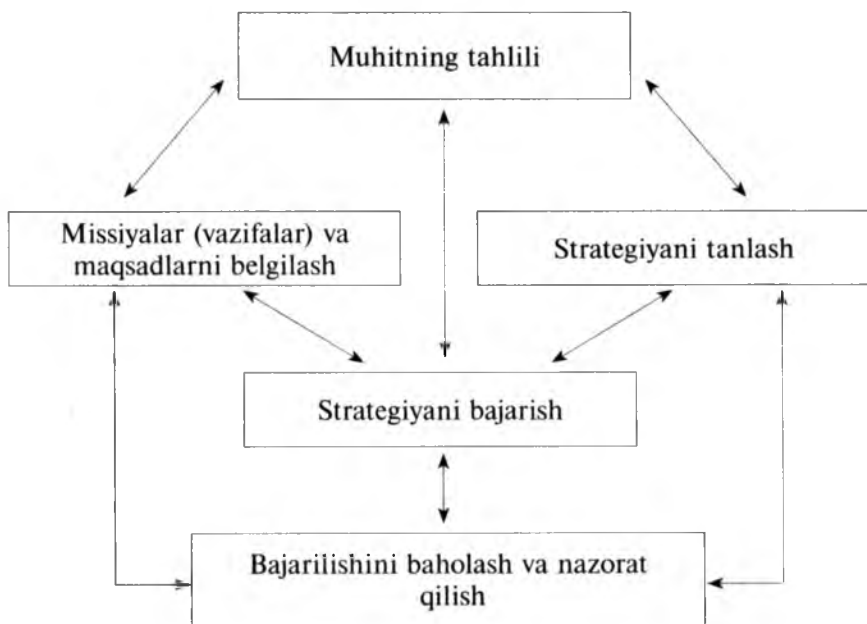 Muhitning tahlili
Missiyalar (vazifalar) va
maqsadlarni belgilash
Strategiyani tanlash
Strategiyani bajarish
Bajarilishini baholash va nazorat
qilish